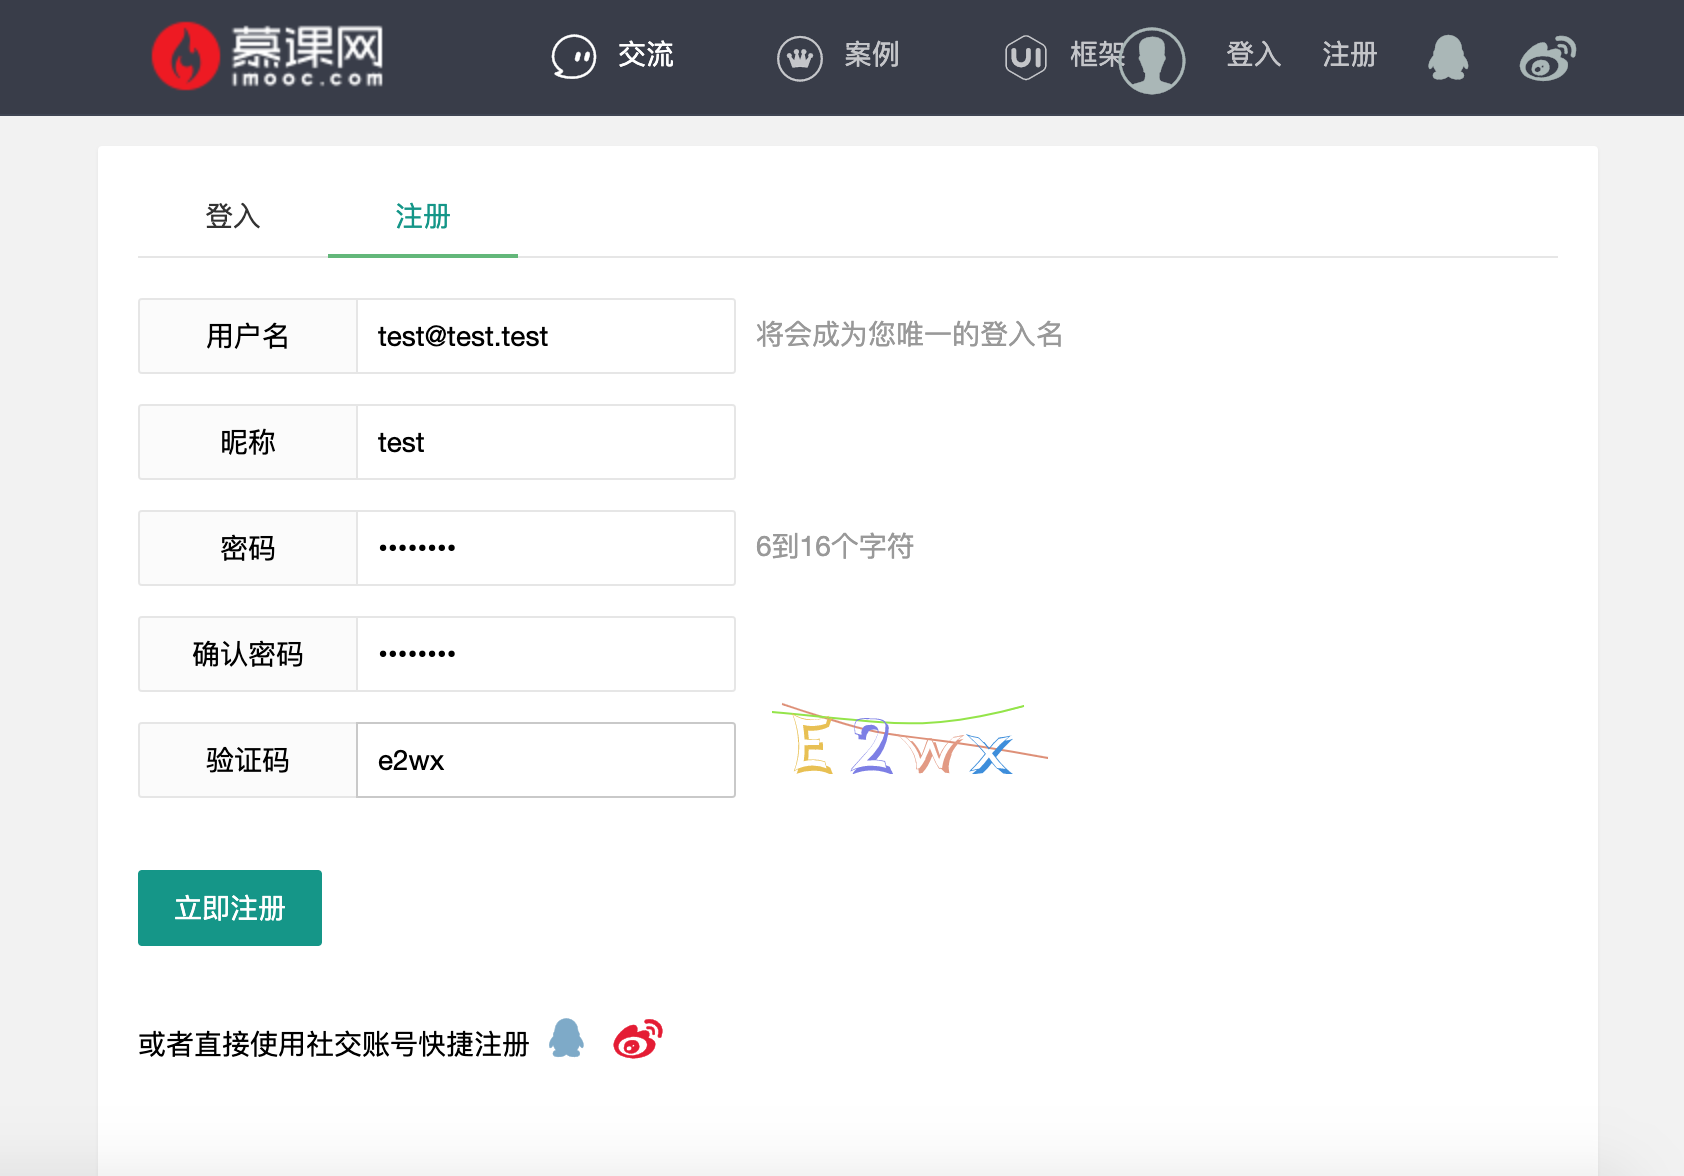 慕课网
imooc.com
交流
案例
UI
框架
登入
注册
登入
注册
用户名
test@test.test
将会成为您唯一的登入名
昵称
test
密码
••••••••
6到16个字符
确认密码
••••••••
验证码
e2wx
E2wx
立即注册
或者直接使用社交账号快捷注册